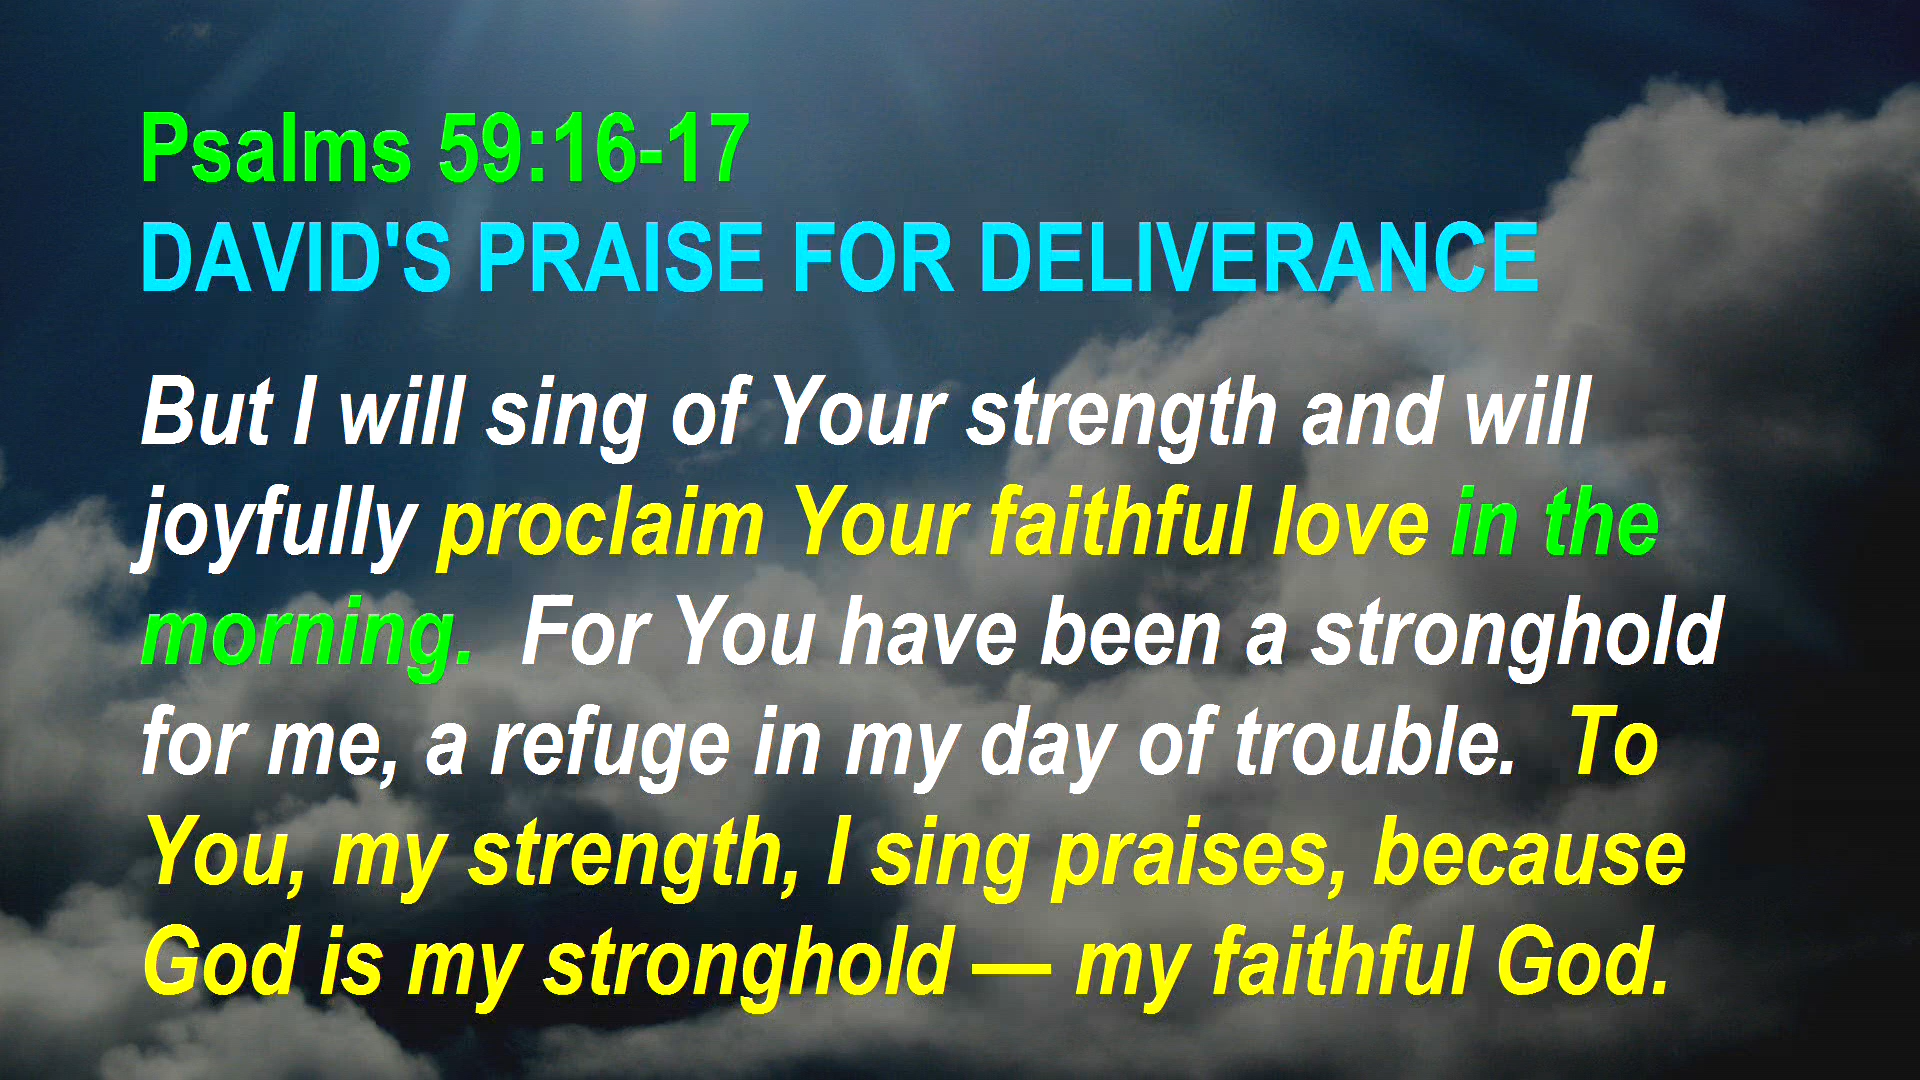 Psalms 59:16-17
DAVID'S PRAISE FOR DELIVERANCE
But I will sing of Your strength and will
joyfully proclaim Your faithful love in the
morning.  For You have been a stronghold
for me, a refuge in my day of trouble.  To
You, my strength, I sing praises, because
God is my stronghold — my faithful God.